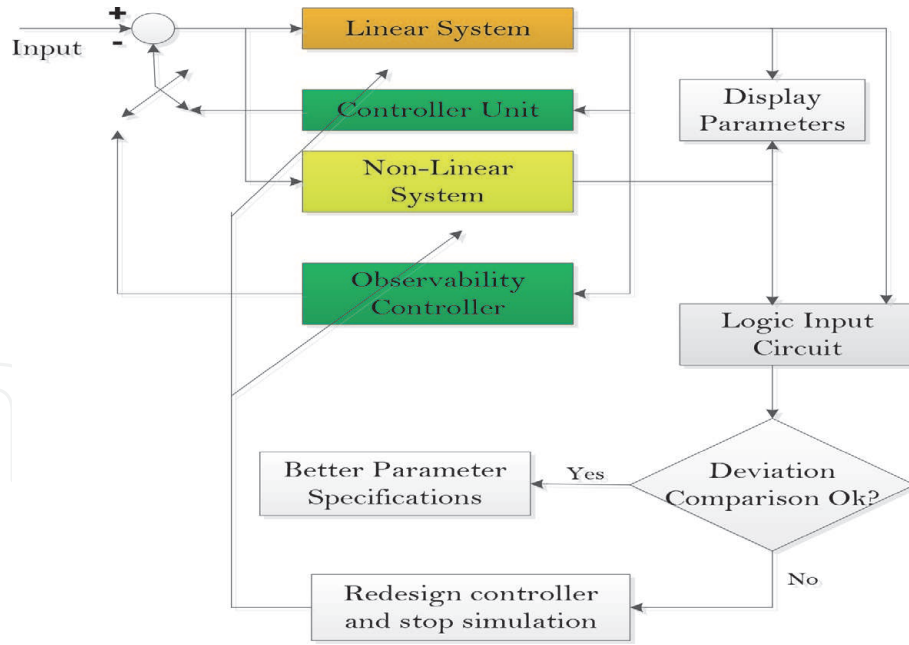 +
-
Input
Linear System
Controller Unit
Display
Parameters
Non-Linear
System
Observability
Controller
Logic Input
Circuit
Better Parameter
Specifications
Yes
Deviation
Comparison Ok?
No
Redesign controller
and stop simulation